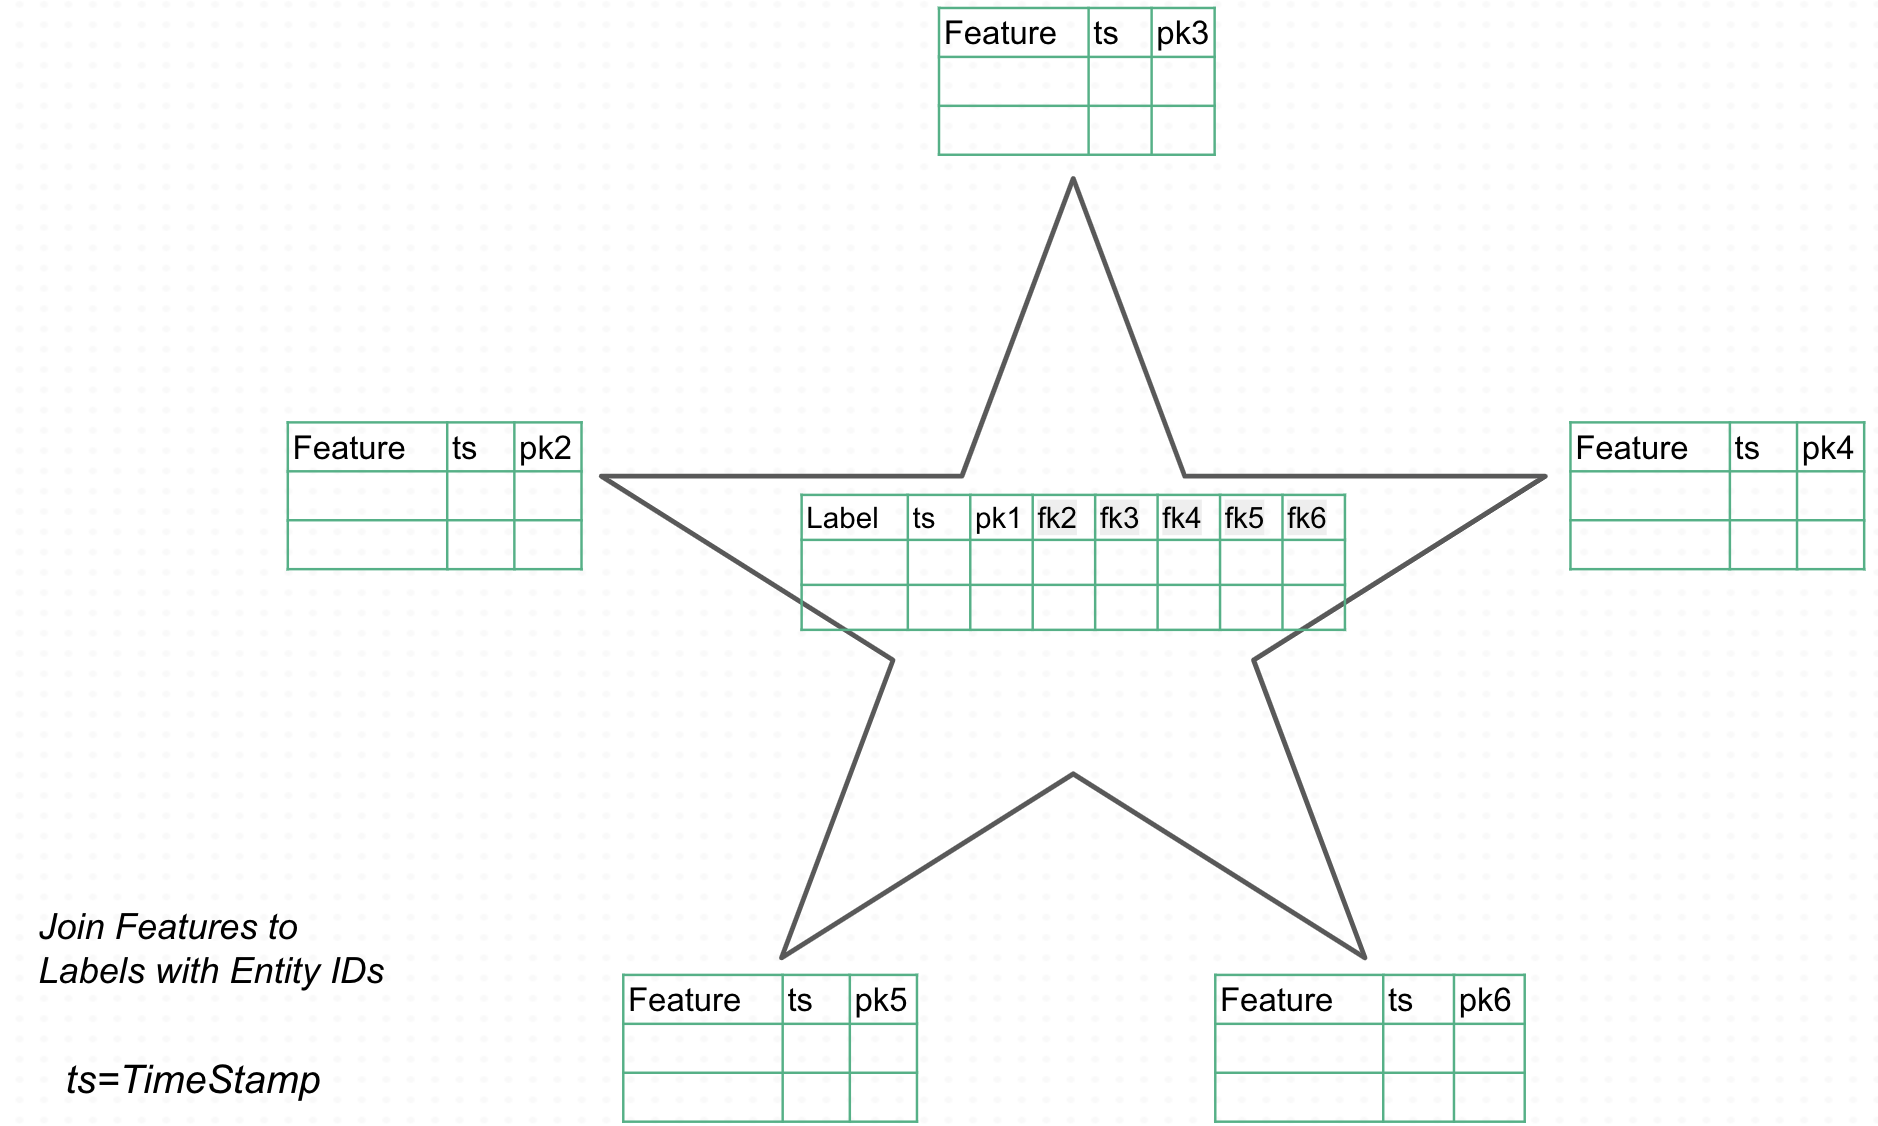 Feature ts pk3
Feature ts pk2
Feature ts pk4
Label ts pk1 fk2 fk3 fk4 fk5 fk6
Join Features to
Labels with Entity IDs
Feature ts pk5
Feature ts pk6
ts=TimeStamp